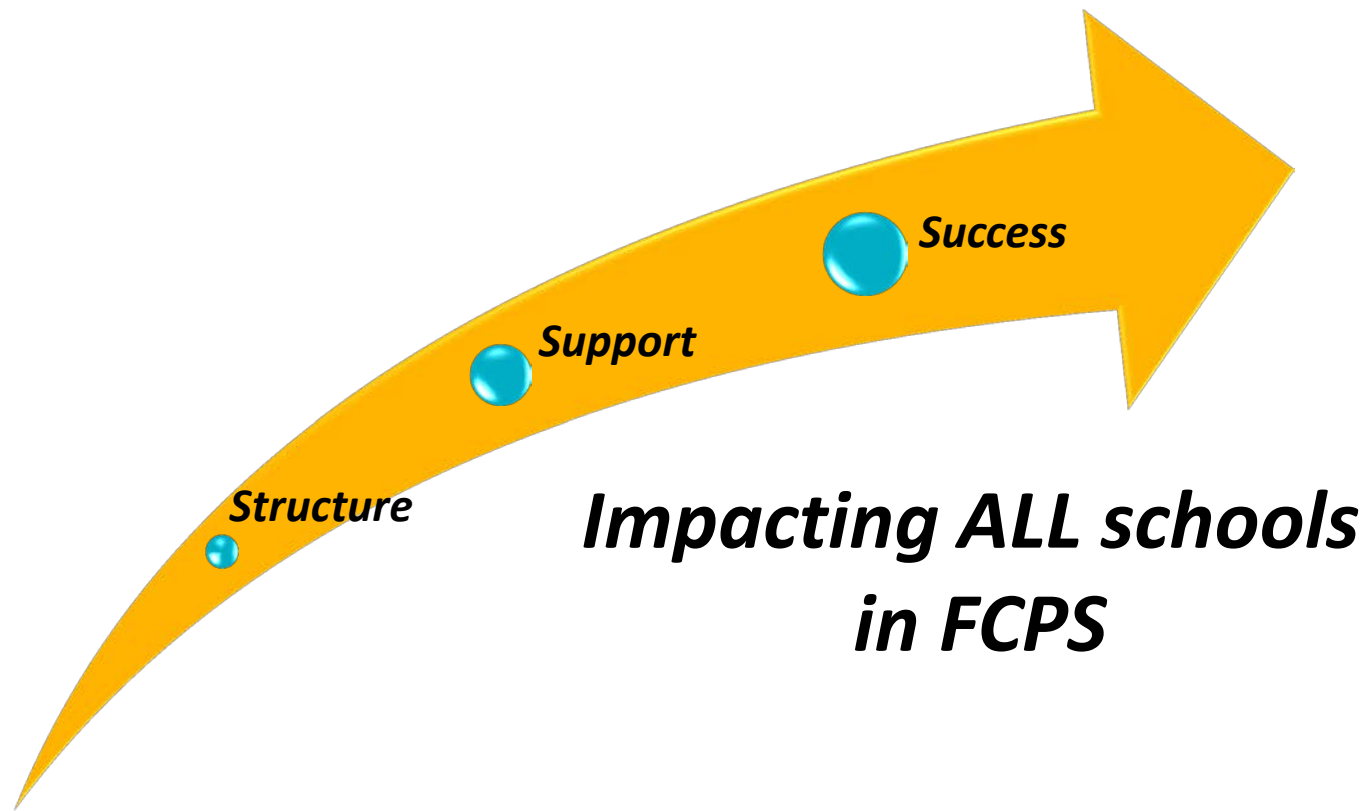 Success
Support
Structure
Impacting ALL schools
in FCPS